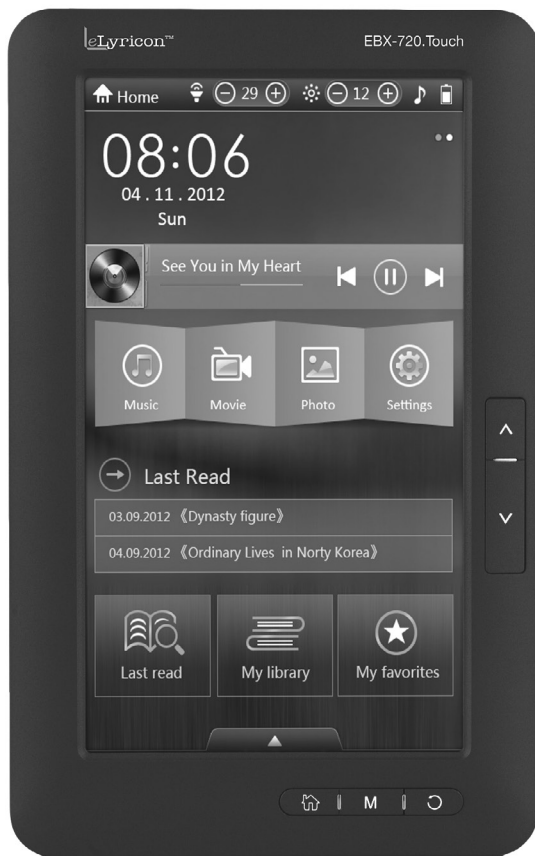 eLyricon™
EBX-720.Touch
Home 29 12
08:06
04 . 11 . 2012
Sun
See You in My Heart
Music Movie Photo Settings
Last Read
03.09.2012 《Dynasty figure》
04.09.2012 《Ordinary Lives in Norty Korea》
Last read My library My favorites
M